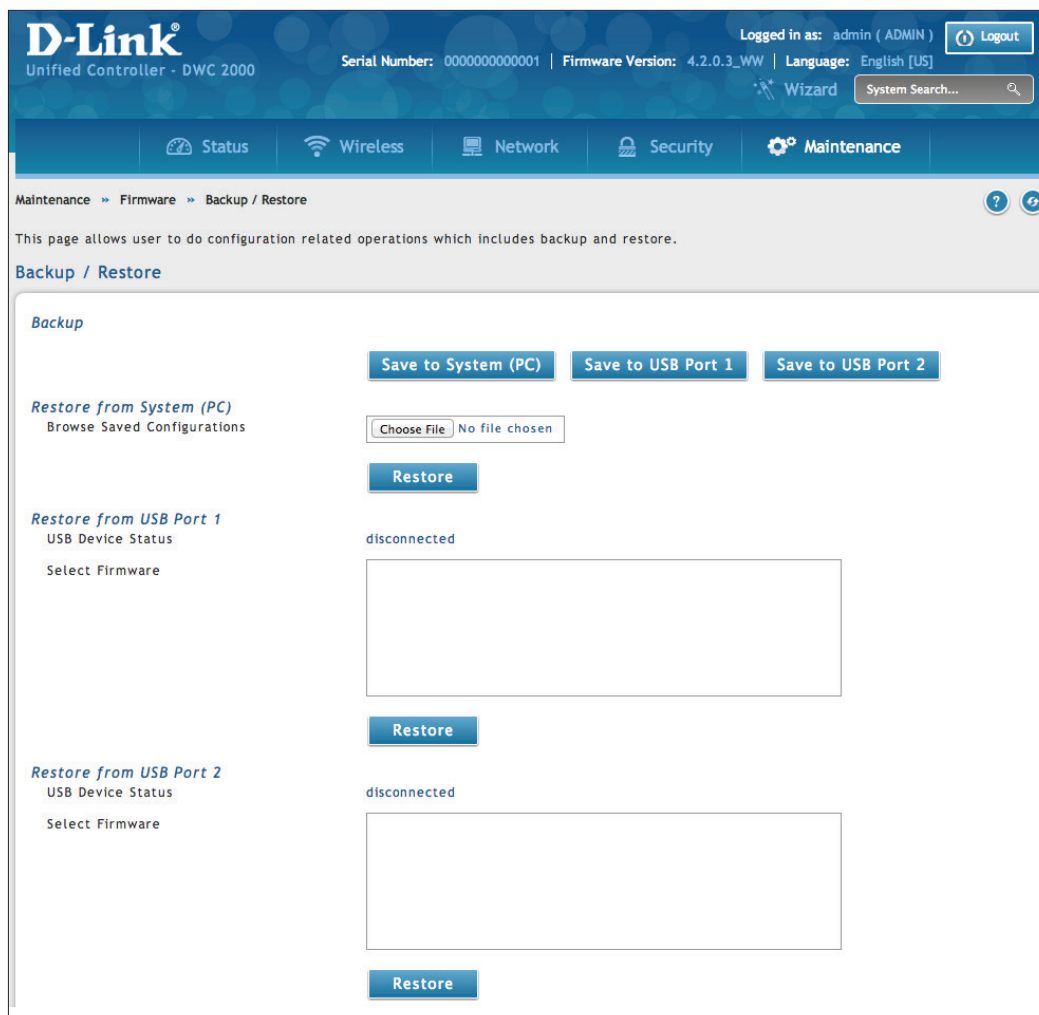 D-Link®
Unified Controller - DWC 2000
Logged in as: admin ( ADMIN )
Logout
Serial Number: 0000000000001 | Firmware Version: 4.2.0.3_WW | Language: English [US]
Wizard
System Search...
Status
Wireless
Network
Security
Maintenance
Maintenance » Firmware » Backup / Restore
?
This page allows user to do configuration related operations which includes backup and restore.
Backup / Restore
Backup
Save to System (PC)
Save to USB Port 1
Save to USB Port 2
Restore from System (PC)
Browse Saved Configurations
Choose File No file chosen
Restore
Restore from USB Port 1
USB Device Status
disconnected
Select Firmware
Restore
Restore from USB Port 2
USB Device Status
disconnected
Select Firmware
Restore